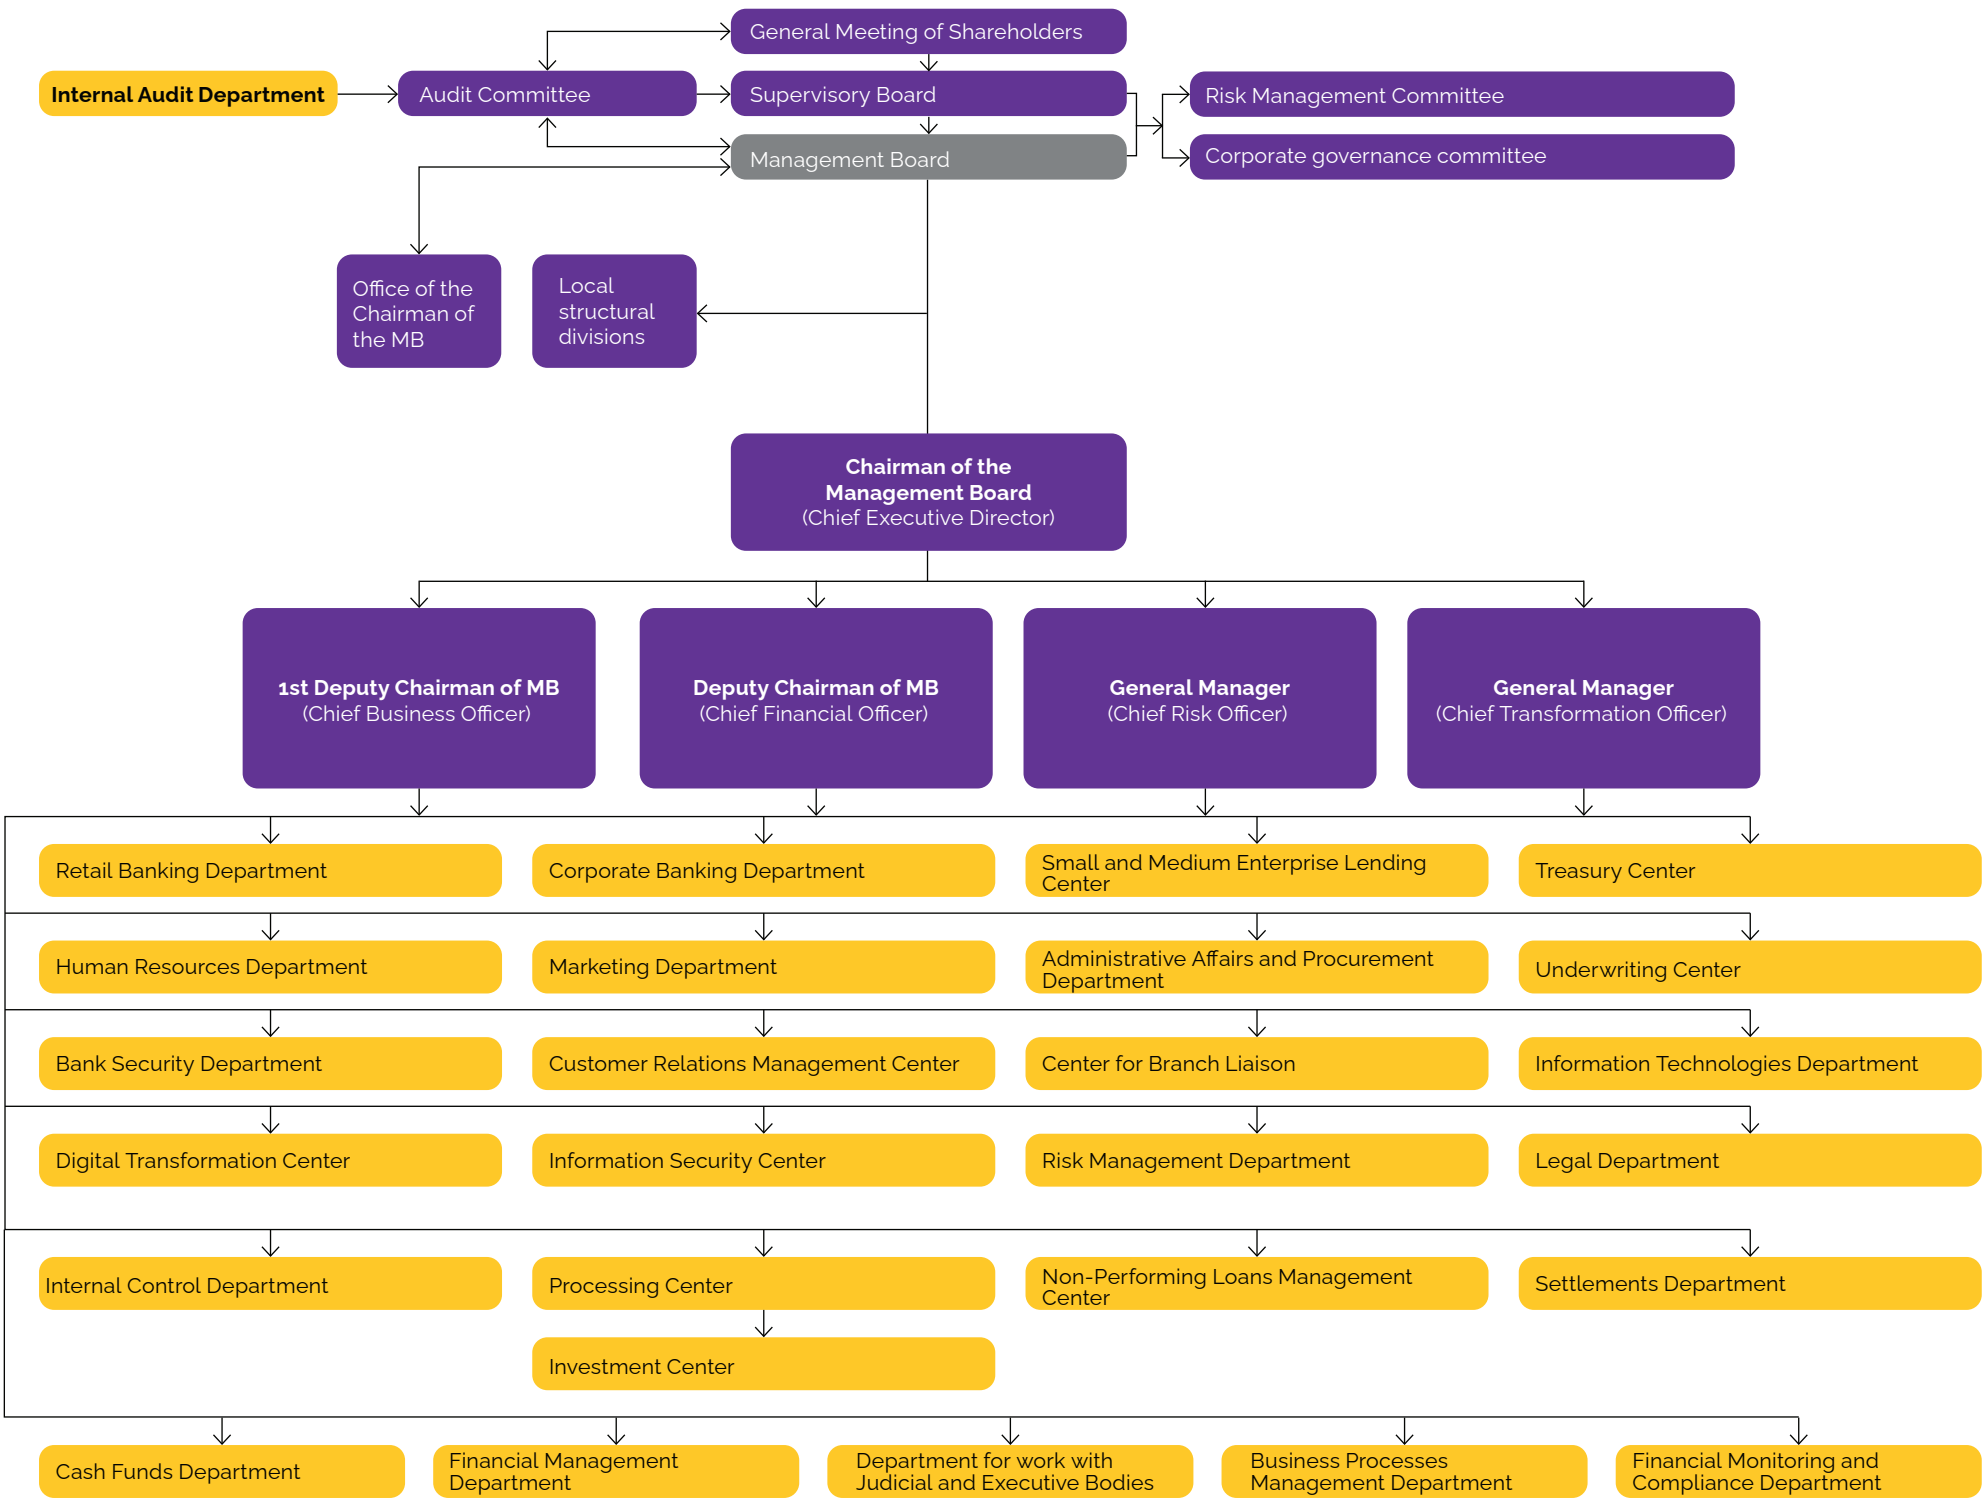 General Meeting of Shareholders
Internal Audit Department
Audit Committee
Supervisory Board
Risk Management Committee
Management Board
Corporate governance committee
Office of the
Chairman of
the MB
Local
structural
divisions
Chairman of the
Management Board
(Chief Executive Director)
1st Deputy Chairman of MB
(Chief Business Officer)
Deputy Chairman of MB
(Chief Financial Officer)
General Manager
(Chief Risk Officer)
General Manager
(Chief Transformation Officer)
Retail Banking Department
Corporate Banking Department
Small and Medium Enterprise Lending
Center
Treasury Center
Human Resources Department
Marketing Department
Administrative Affairs and Procurement
Department
Underwriting Center
Bank Security Department
Customer Relations Management Center
Center for Branch Liaison
Information Technologies Department
Digital Transformation Center
Information Security Center
Risk Management Department
Legal Department
Internal Control Department
Processing Center
Non-Performing Loans Management
Center
Settlements Department
Investment Center
Cash Funds Department
Financial Management
Department
Department for work with
Judicial and Executive Bodies
Business Processes
Management Department
Financial Monitoring and
Compliance Department